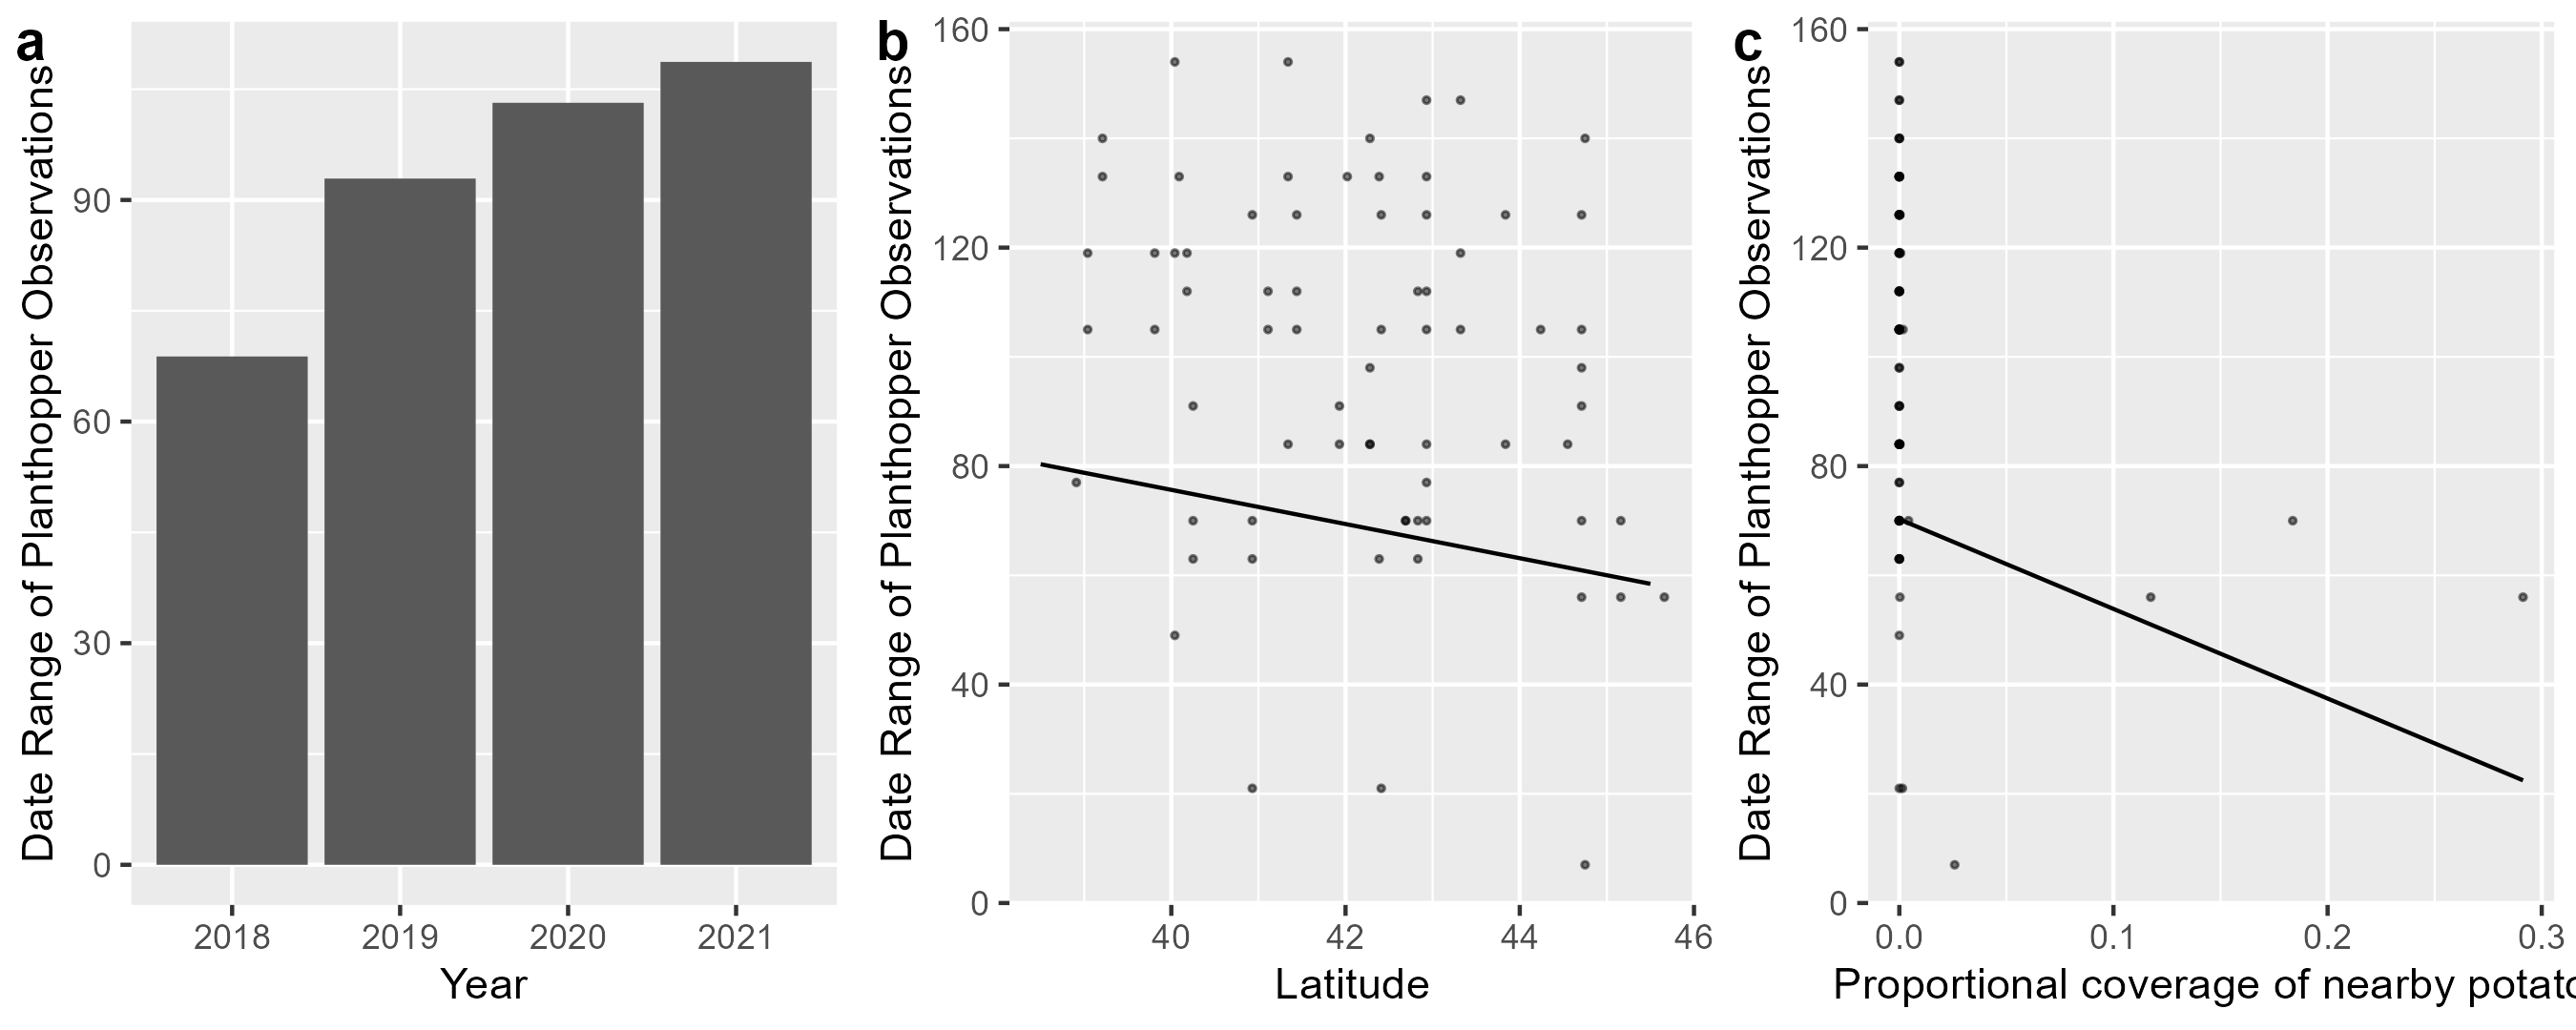 a
Date Range of Planthopper Observations
90
60
30
0
2018 2019 2020 2021
Year
b
Date Range of Planthopper Observations
160
120
80
40
0
40 42 44 46
Latitude
c
Date Range of Planthopper Observations
160
120
80
40
0
0.0 0.1 0.2 0.3
Proportional coverage of nearby